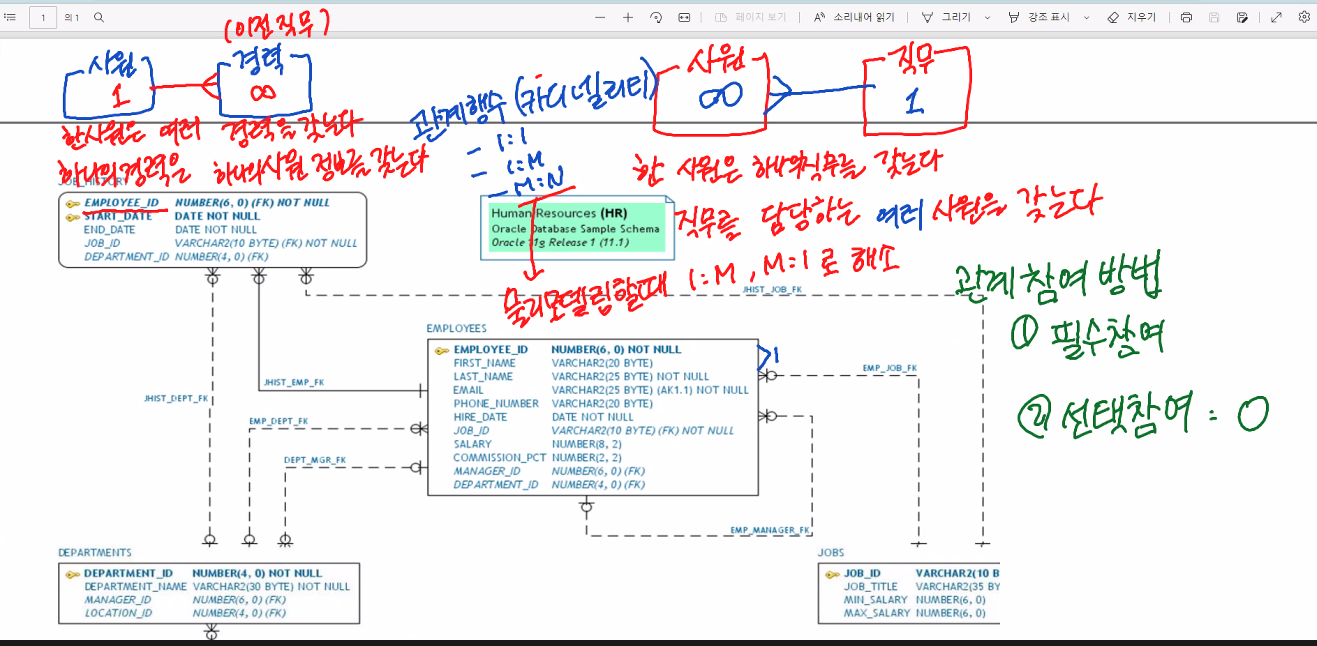 1
의 1
페이지 보기
소리내어 읽기
그리기
강조 표시
지우기
(이전직무)
사원
1
경력
∞
관계행수 (카디널리티)
- 1:1
- 1:M
- M:N
사원
∞
직무
1
한사원은 여러 경력을 갖는다
하나의경력은 하나의사원 정보를 갖는다
한 사원은 하나의직무를 갖는다
직무를 담당하는 여러 사원을 갖는다
물리모델링할때 1:M , M:1 로 해소
관계 참여 방법
① 필수참여
② 선택참여 : O
JOB_HISTORY
EMPLOYEE_ID NUMBER(6, 0) (FK) NOT NULL
START_DATE DATE NOT NULL
END_DATE DATE NOT NULL
JOB_ID VARCHAR2(10 BYTE) (FK) NOT NULL
DEPARTMENT_ID NUMBER(4, 0) (FK)
Human Resources (HR)
Oracle Database Sample Schema
Oracle 11g Release 1 (11.1)
JHIST_JOB_FK
EMPLOYEES
EMPLOYEE_ID NUMBER(6, 0) NOT NULL
FIRST_NAME VARCHAR2(20 BYTE)
LAST_NAME VARCHAR2(25 BYTE) NOT NULL
EMAIL VARCHAR2(25 BYTE) (AK1.1) NOT NULL
PHONE_NUMBER VARCHAR2(20 BYTE)
HIRE_DATE DATE NOT NULL
JOB_ID VARCHAR2(10 BYTE) (FK) NOT NULL
SALARY NUMBER(8, 2)
COMMISSION_PCT NUMBER(2, 2)
MANAGER_ID NUMBER(6, 0) (FK)
DEPARTMENT_ID NUMBER(4, 0) (FK)
1
EMP_JOB_FK
JHIST_EMP_FK
JHIST_DEPT_FK
EMP_DEPT_FK
DEPT_MGR_FK
EMP_MANAGER_FK
DEPARTMENTS
DEPARTMENT_ID NUMBER(4, 0) NOT NULL
DEPARTMENT_NAME VARCHAR2(30 BYTE) NOT NULL
MANAGER_ID NUMBER(6, 0) (FK)
LOCATION_ID NUMBER(4, 0) (FK)
JOBS
JOB_ID VARCHAR2(10 B
JOB_TITLE VARCHAR2(35 BY
MIN_SALARY NUMBER(6, 0)
MAX_SALARY NUMBER(6, 0)